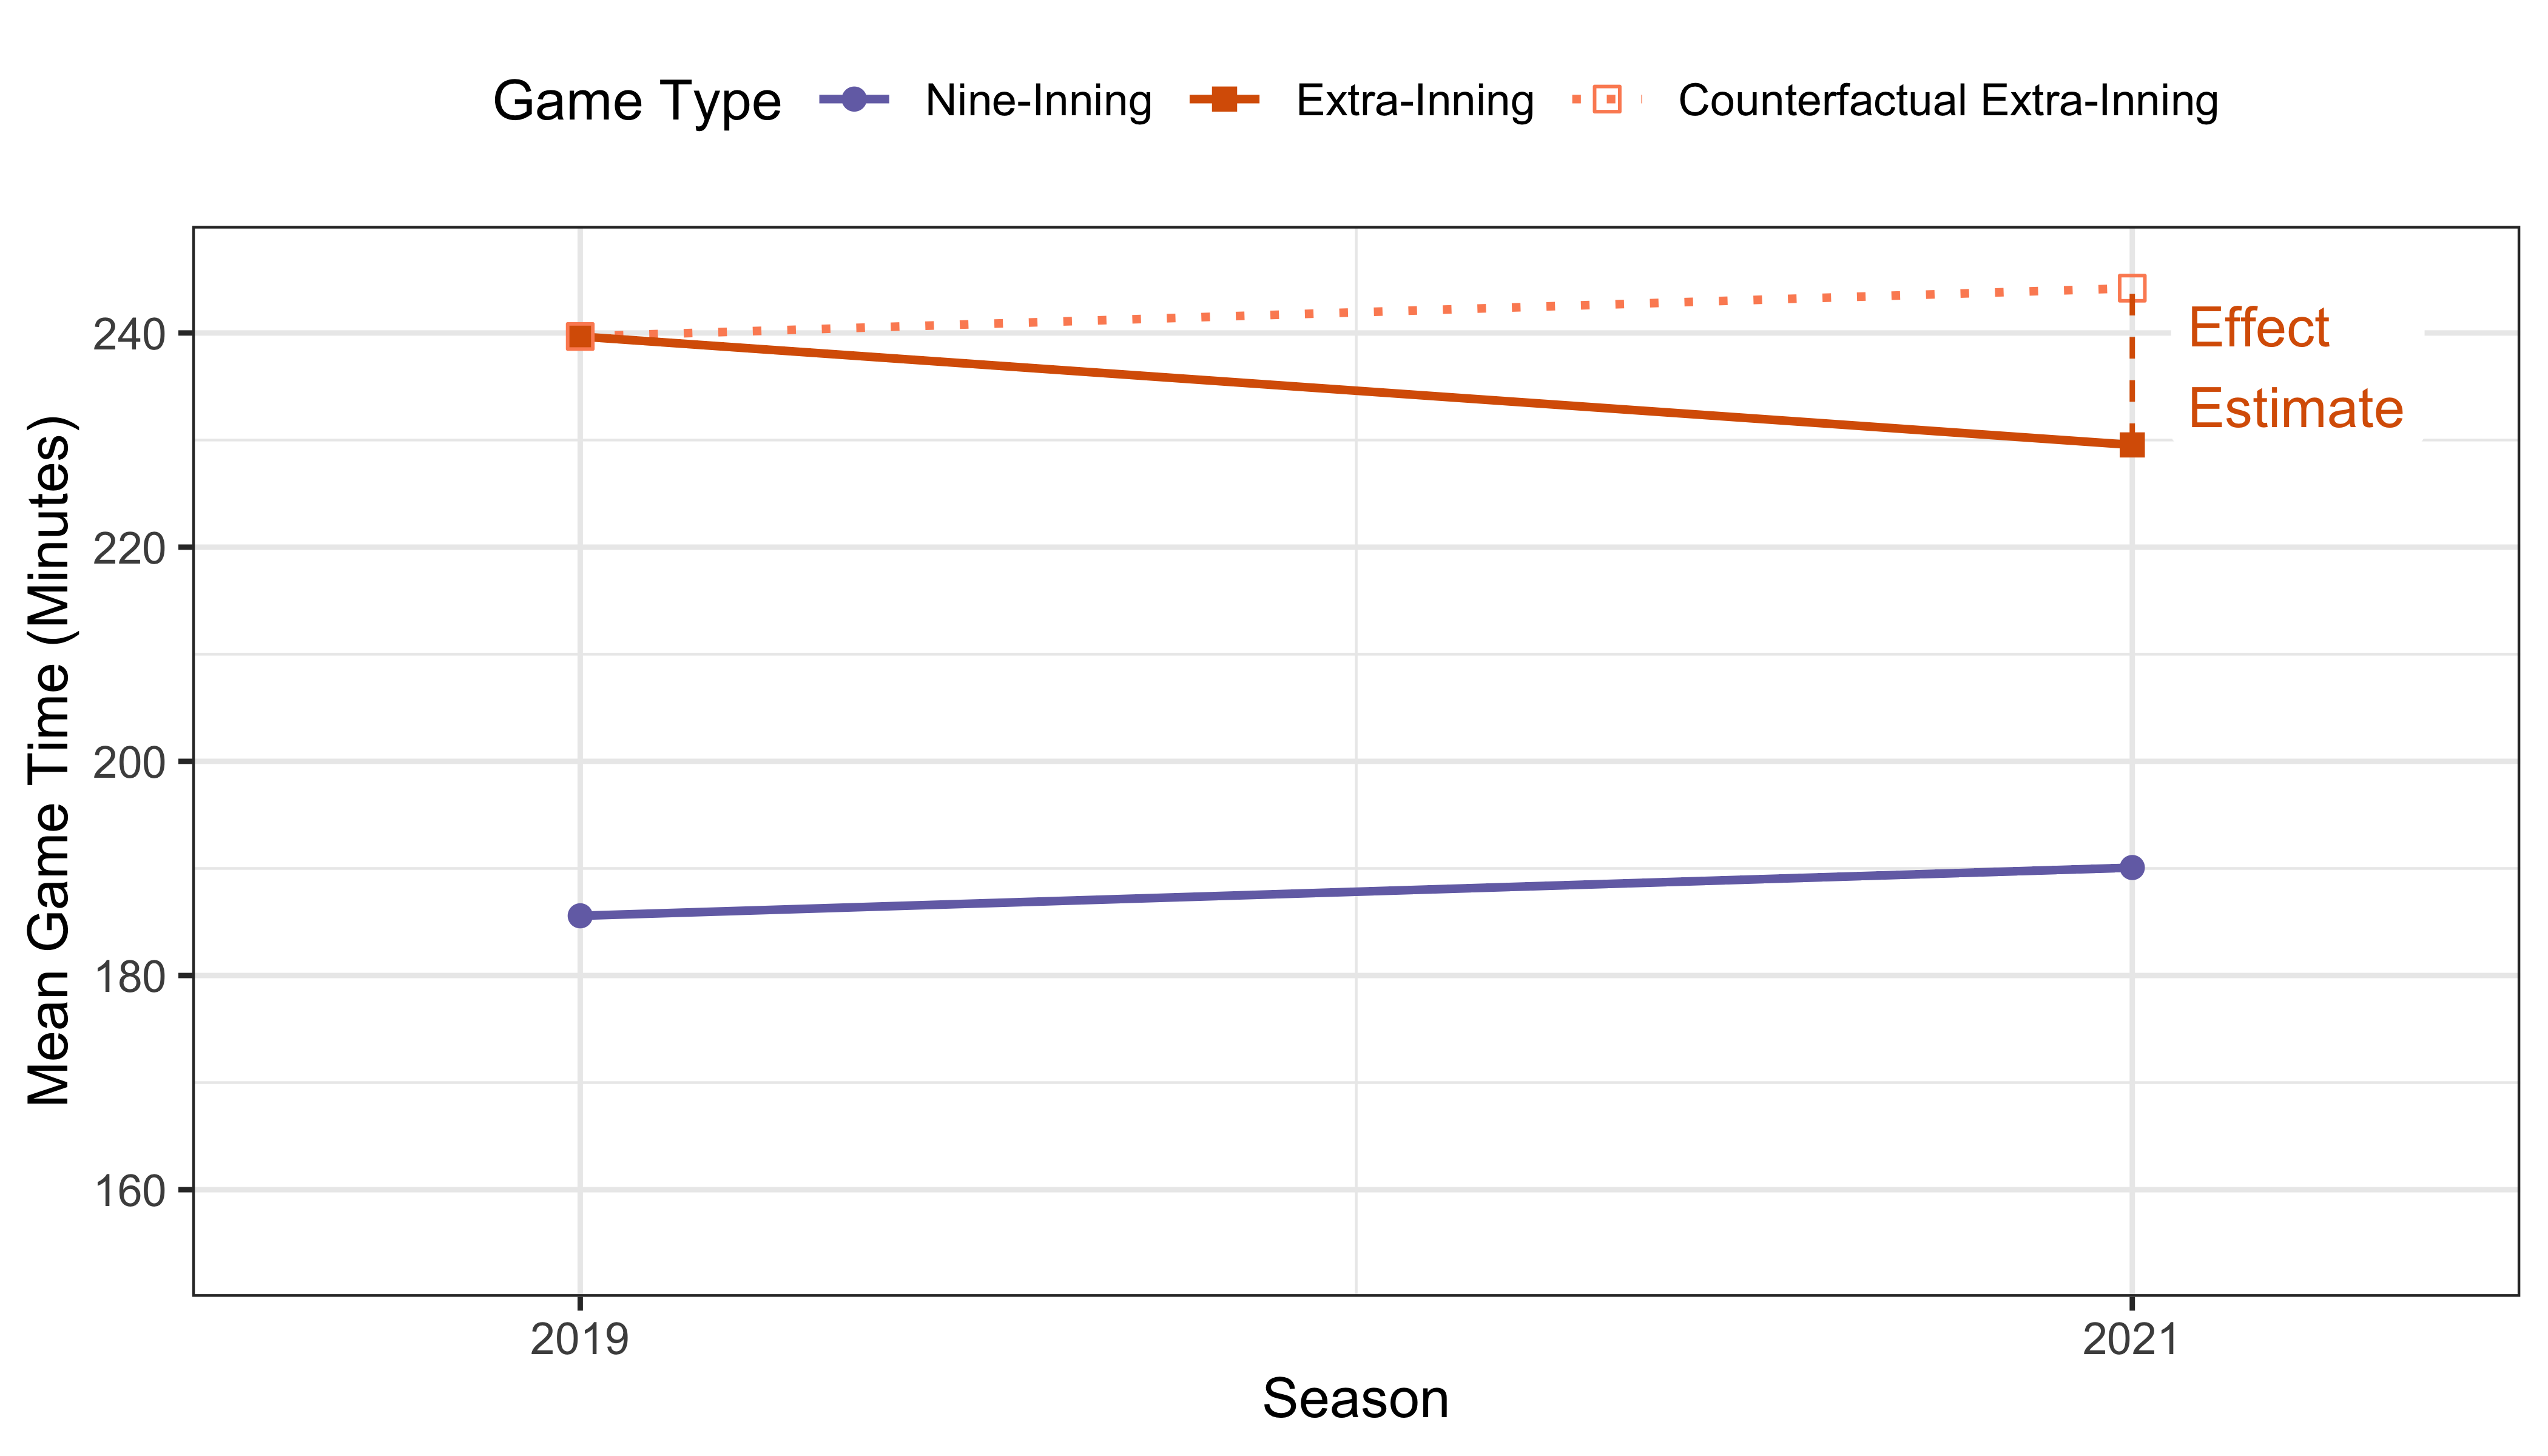 Game Type Nine-Inning Extra-Inning Counterfactual Extra-Inning
Mean Game Time (Minutes)
240
220
200
180
160
Effect
Estimate
2019 2021
Season